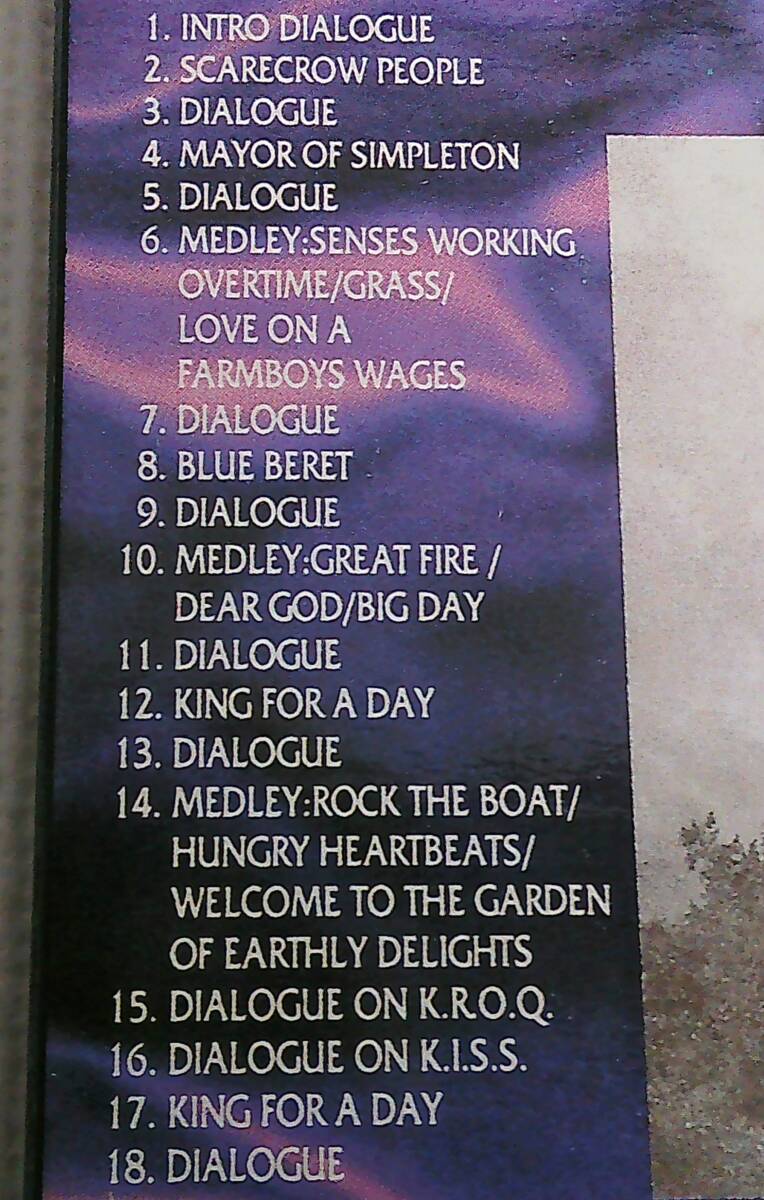 1. INTRO DIALOGUE
2. SCARECROW PEOPLE
3. DIALOGUE
4. MAYOR OF SIMPLETON
5. DIALOGUE
6. MEDLEY:SENSES WORKING
OVERTIME/GRASS/
LOVE ON A
FARMBOYS WAGES
7. DIALOGUE
8. BLUE BERET
9. DIALOGUE
10. MEDLEY:GREAT FIRE /
DEAR GOD/BIG DAY
11. DIALOGUE
12. KING FOR A DAY
13. DIALOGUE
14. MEDLEY:ROCK THE BOAT/
HUNGRY HEARTBEATS/
WELCOME TO THE GARDEN
OF EARTHLY DELIGHTS
15. DIALOGUE ON K.R.O.Q.
16. DIALOGUE ON K.I.S.S.
17. KING FOR A DAY
18. DIALOGUE